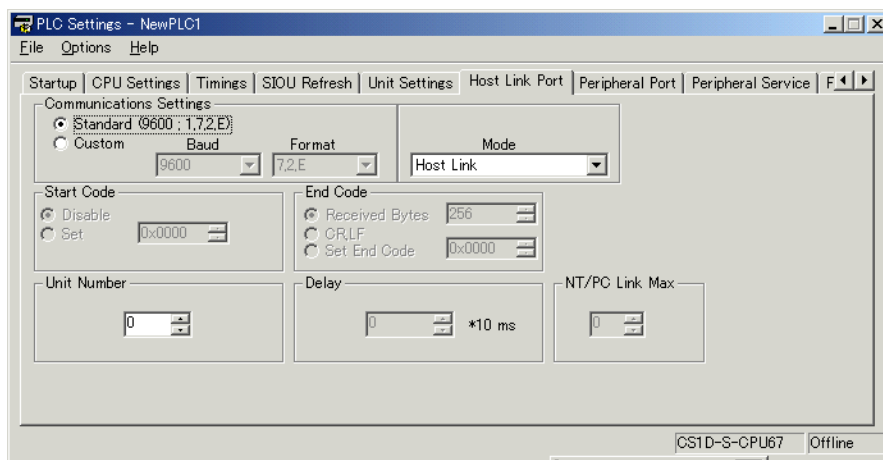 PLC Settings - NewPLC1
File Options Help
Startup CPU Settings Timings SIOU Refresh Unit Settings Host Link Port Peripheral Port Peripheral Service F
Communications Settings
Standard (9600 ; 1,7,2,E)
Custom Baud Format Mode
9600 7,2,E Host Link
Start Code End Code
Disable Received Bytes 256
Set 0x0000 CR,LF
Set End Code 0x0000
Unit Number Delay NT/PC Link Max
0 0 *10 ms 0
CS1D-S-CPU67 Offline